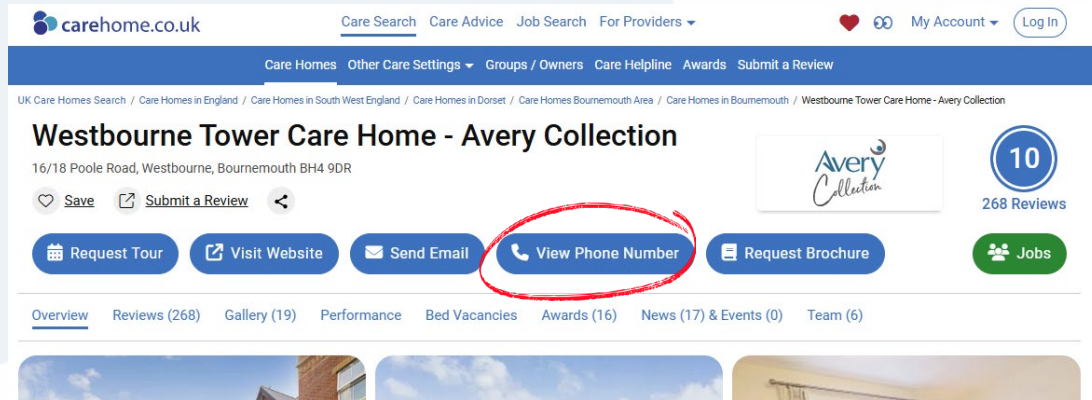 carehome.co.uk
Care Search Care Advice Job Search For Providers
My Account Log In
Care Homes Other Care Settings Groups / Owners Care Helpline Awards Submit a Review
UK Care Homes Search / Care Homes in England / Care Homes in South West England / Care Homes in Dorset / Care Homes Bournemouth Area / Care Homes in Bournemouth / Westbourne Tower Care Home - Avery Collection
Westbourne Tower Care Home - Avery Collection
16/18 Poole Road, Westbourne, Bournemouth BH4 9DR
Save Submit a Review
Avery
Collection
10
268 Reviews
Request Tour Visit Website Send Email View Phone Number Request Brochure Jobs
Overview Reviews (268) Gallery (19) Performance Bed Vacancies Awards (16) News (17) & Events (0) Team (6)